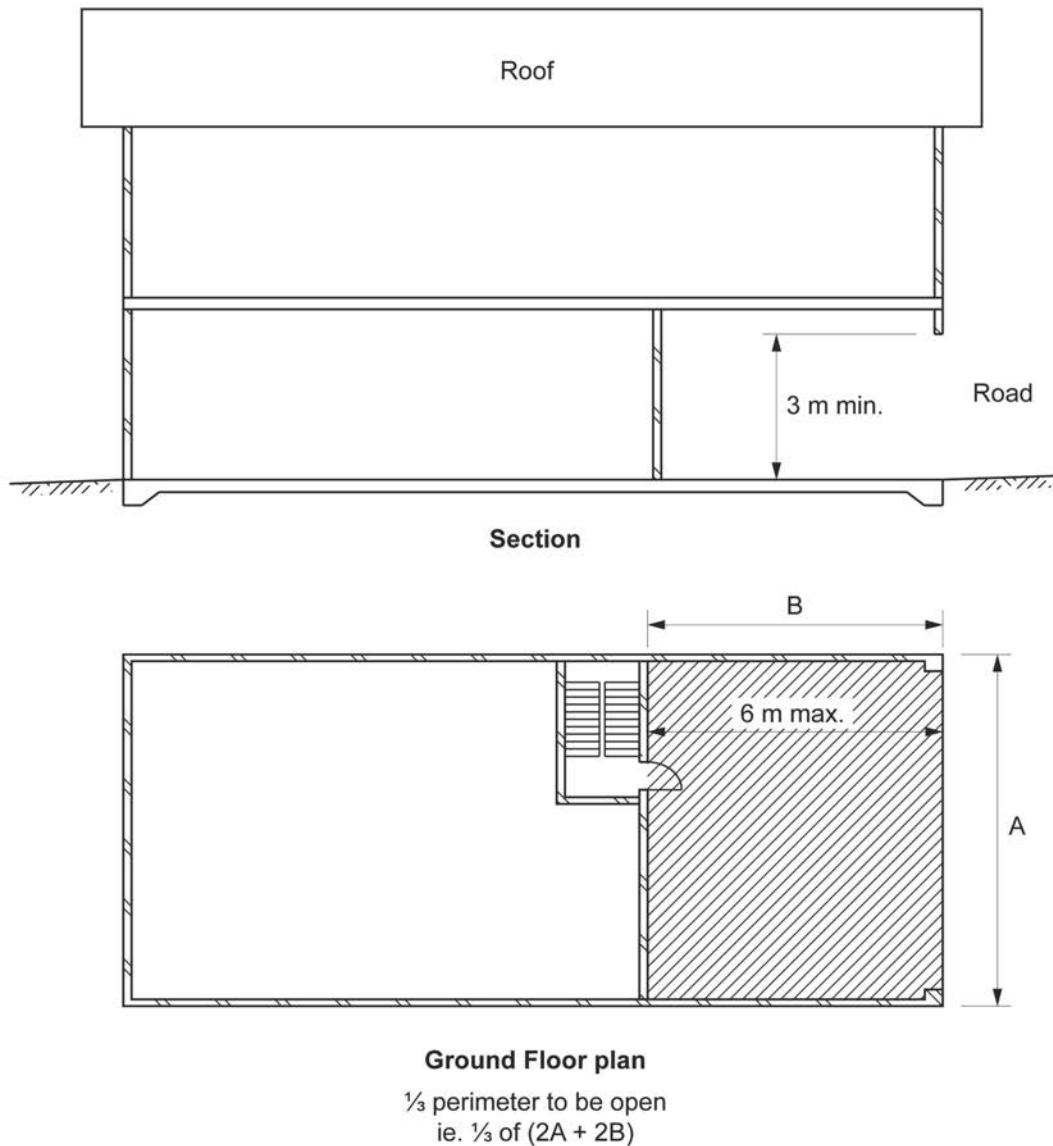 Roof
3 m min.
Road
Section
B
6 m max.
A
Ground Floor plan
⅓ perimeter to be open
ie. ⅓ of (2A + 2B)